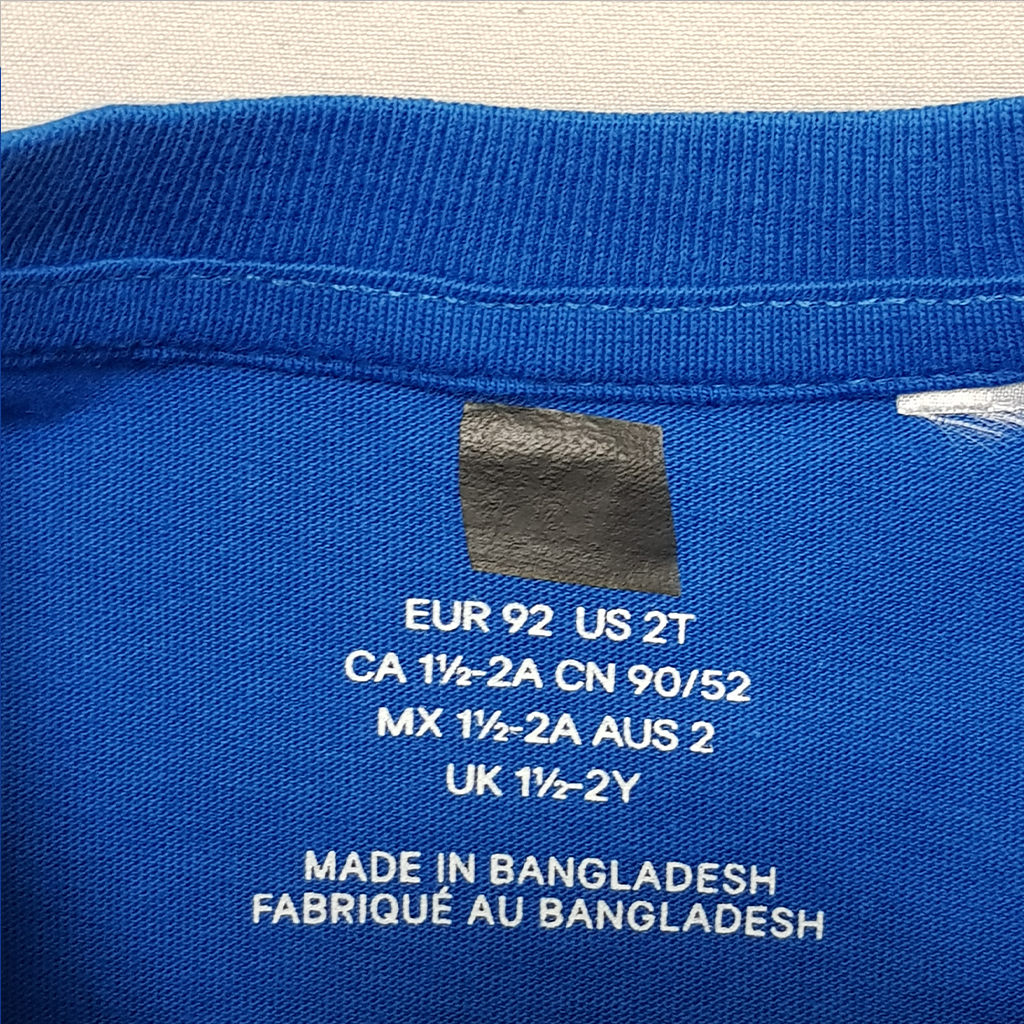 EUR 92 US 2T
CA 1½-2A CN 90/52
MX 1½-2A AUS 2
UK 1½-2Y
MADE IN BANGLADESH
FABRIQUÉ AU BANGLADESH